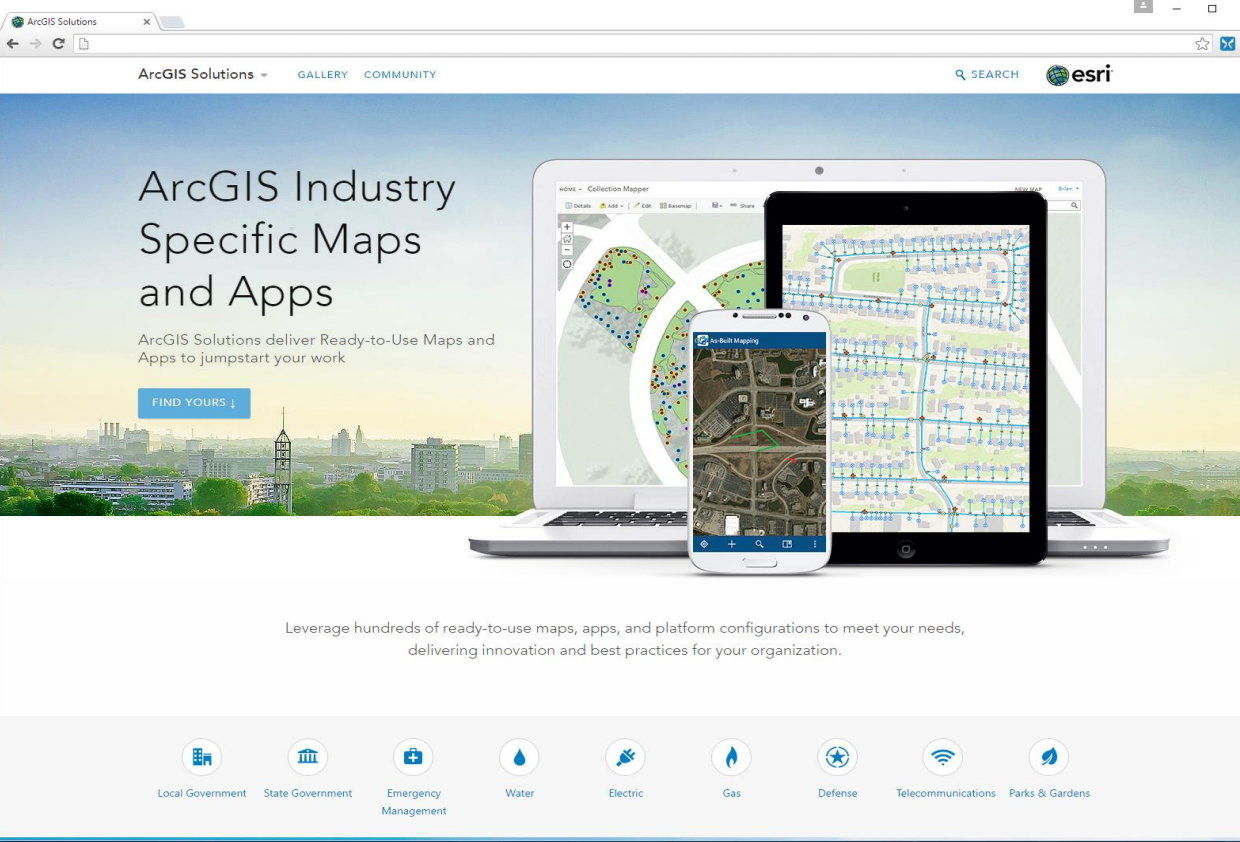 ArcGIS Solutions
ArcGIS Solutions
GALLERY
COMMUNITY
SEARCH
esri
ArcGIS Industry
Specific Maps
and Apps
ArcGIS Solutions deliver Ready-to-Use Maps and
Apps to jumpstart your work
FIND YOURS ↓
HOME
Collection Mapper
NEW MAP
Brian
Details
Add
Edit
Basemap
Share
As-Built Mapping
Leverage hundreds of ready-to-use maps, apps, and platform configurations to meet your needs,
delivering innovation and best practices for your organization.
Local Government
State Government
Emergency
Management
Water
Electric
Gas
Defense
Telecommunications
Parks & Gardens